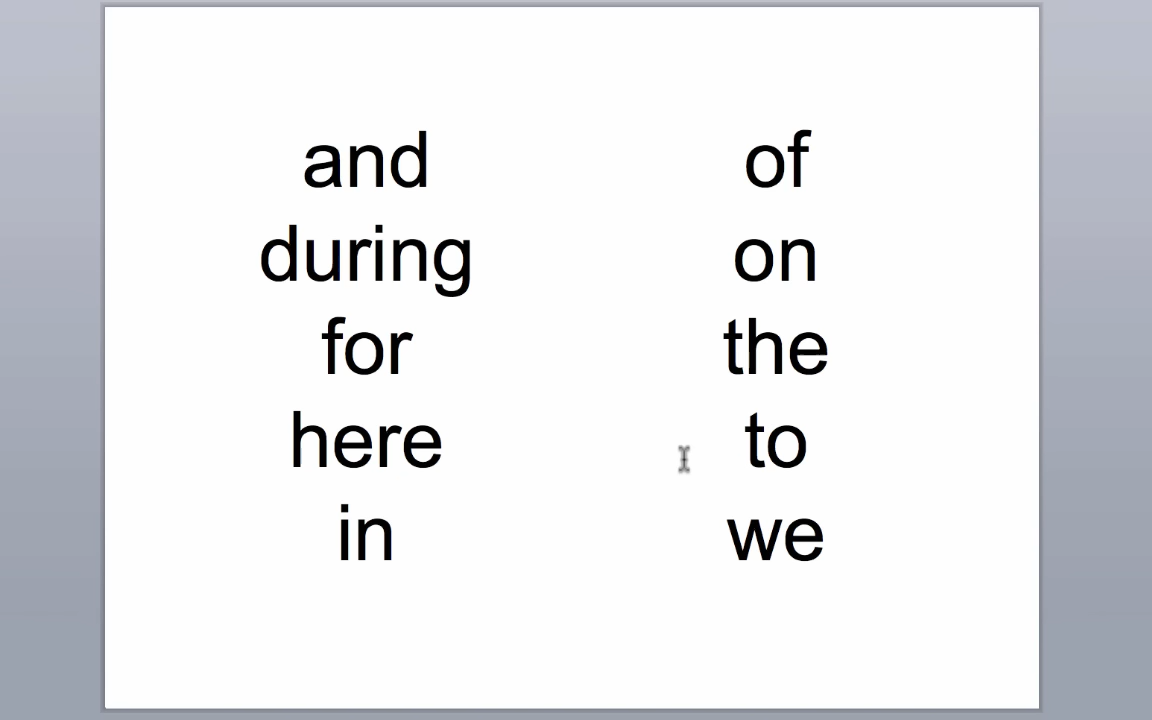 and
during
for
here
in
of
on
the
to
we